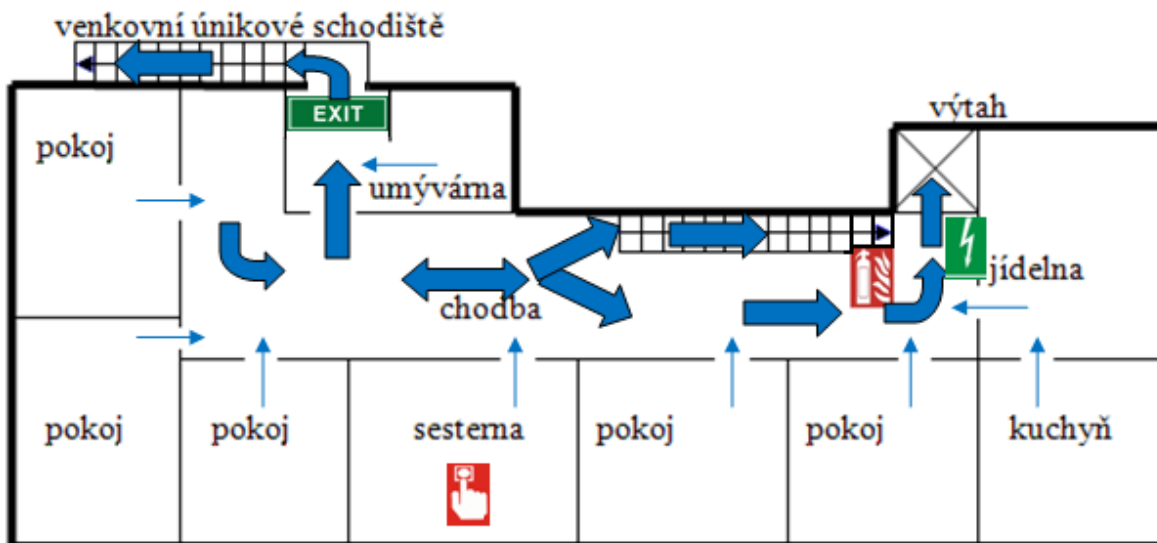 venkovní únikové schodiště
EXIT
výtah
pokoj
umývárna
jídelna
chodba
pokoj
pokoj
sesterna
pokoj
pokoj
kuchyň